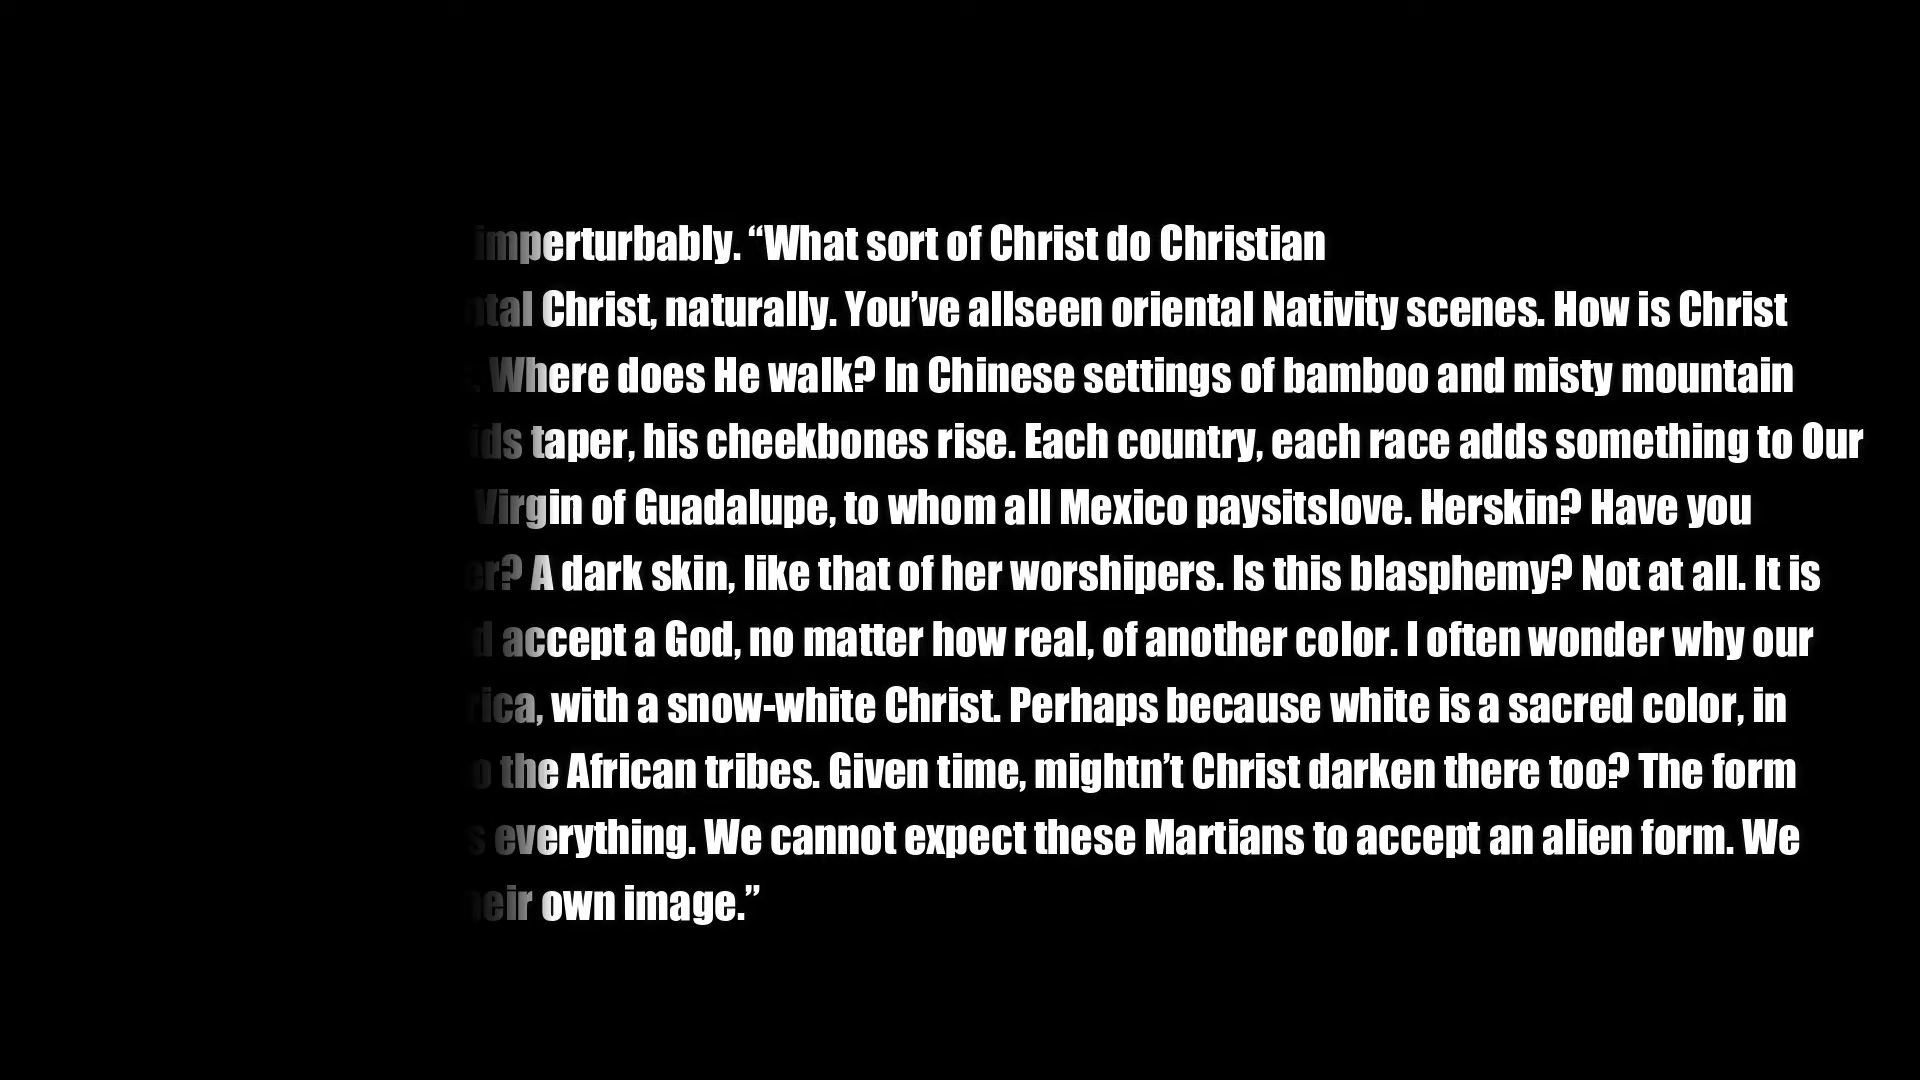 imperturbably. “What sort of Christ do Christian
Christ, naturally. You’ve allseen oriental Nativity scenes. How is Christ
Where does He walk? In Chinese settings of bamboo and misty mountain
taper, his cheekbones rise. Each country, each race adds something to Our
Virgin of Guadalupe, to whom all Mexico paysitslove. Herskin? Have you
A dark skin, like that of her worshipers. Is this blasphemy? Not at all. It is
accept a God, no matter how real, of another color. I often wonder why our
with a snow-white Christ. Perhaps because white is a sacred color, in
the African tribes. Given time, mightn’t Christ darken there too? The form
everything. We cannot expect these Martians to accept an alien form. We
own image.”